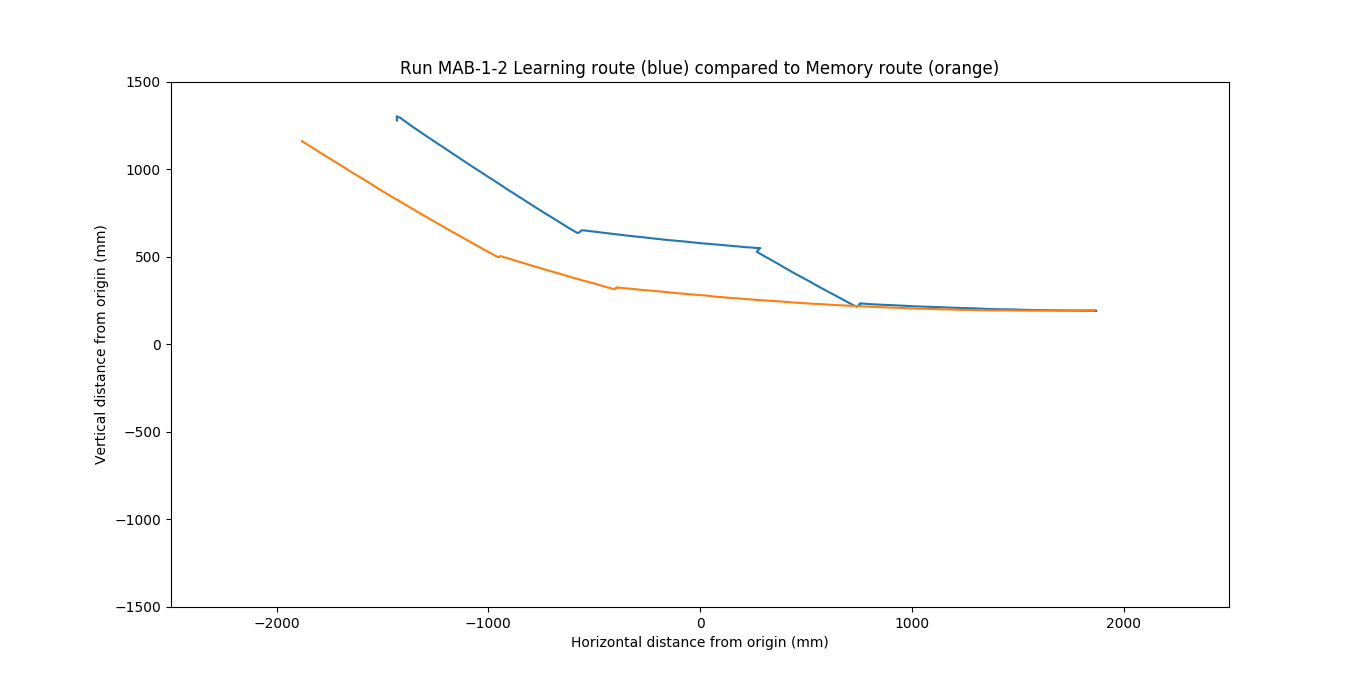 Run MAB-1-2 Learning route (blue) compared to Memory route (orange)
1500
1000
500
0
−500
−1000
−1500
Vertical distance from origin (mm)
−2000 −1000 0 1000 2000
Horizontal distance from origin (mm)